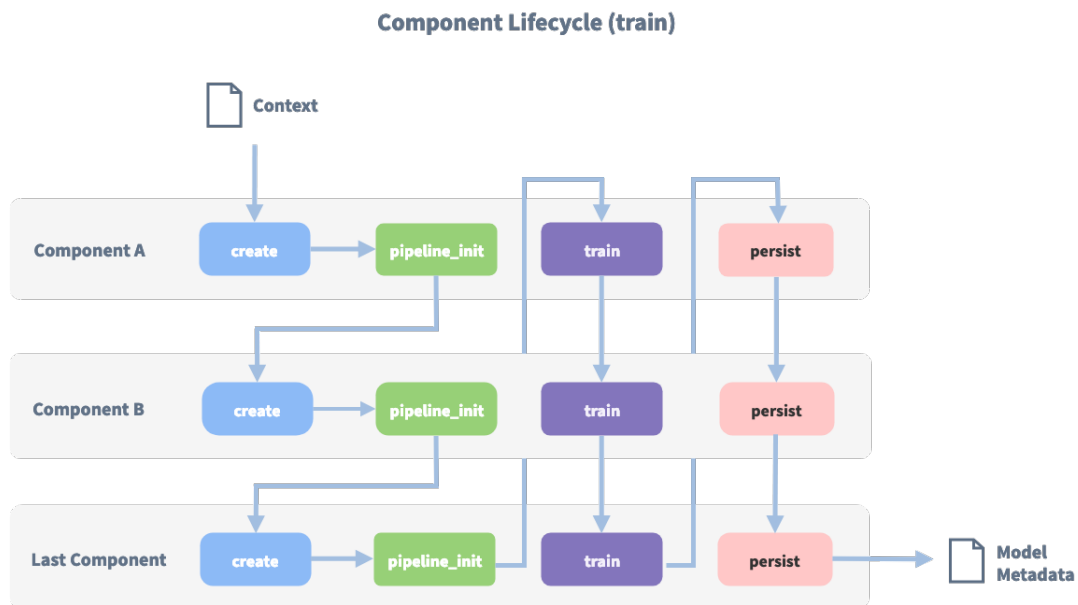 Component Lifecycle (train)
Context
Component A
create
pipeline_init
train
persist
Component B
create
pipeline_init
train
persist
Last Component
create
pipeline_init
train
persist
Model
Metadata